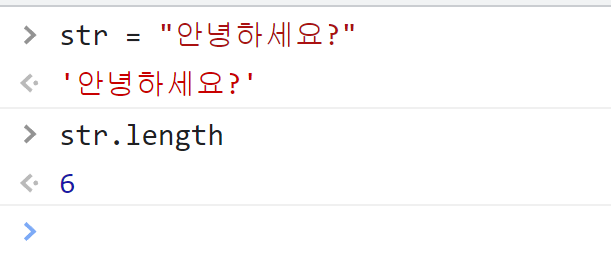 > str = "안녕하세요?"
<· '안녕하세요?'
> str.length
<· 6
>